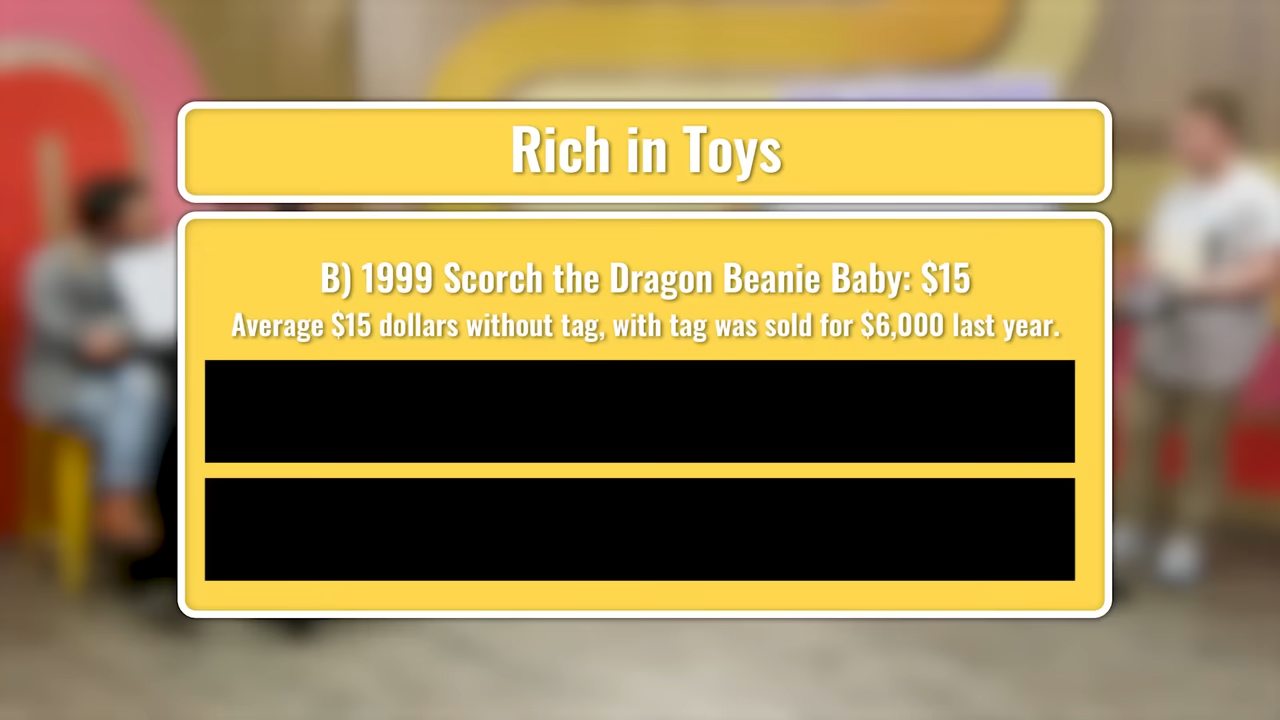 Rich in Toys
B) 1999 Scorch the Dragon Beanie Baby: $15
Average $15 dollars without tag, with tag was sold for $6,000 last year.